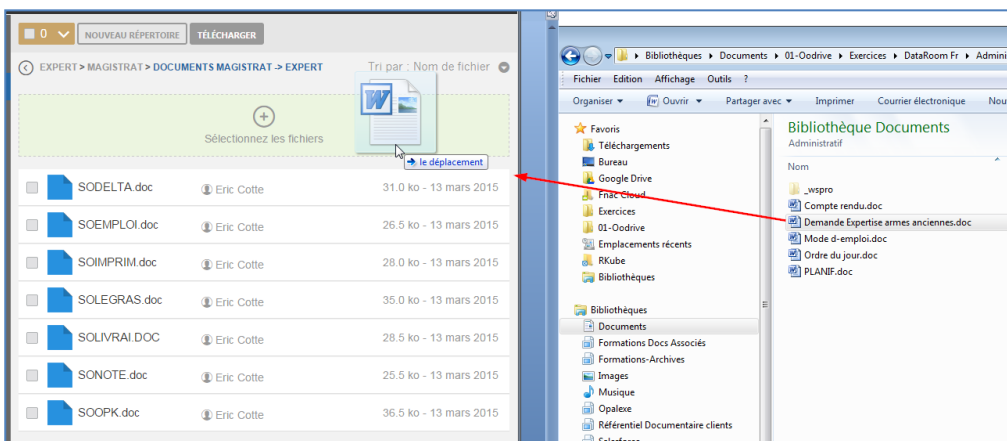 0
NOUVEAU RÉPERTOIRE
TÉLÉCHARGER
EXPERT > MAGISTRAT > DOCUMENTS MAGISTRAT -> EXPERT
Tri par : Nom de fichier
Sélectionnez les fichiers
W
le déplacement
SODELTA.doc Eric Cotte 31.0 ko - 13 mars 2015
SOEMPLOI.doc Eric Cotte 26.5 ko - 13 mars 2015
SOIMPRIM.doc Eric Cotte 28.0 ko - 13 mars 2015
SOLEGRAS.doc Eric Cotte 35.0 ko - 13 mars 2015
SOLIVRAI.DOC Eric Cotte 28.5 ko - 13 mars 2015
SONOTE.doc Eric Cotte 25.5 ko - 13 mars 2015
SOOPK.doc Eric Cotte 36.5 ko - 13 mars 2015
Bibliothèques Documents 01-Oodrive Exercices DataRoom Fr Admini
Fichier Edition Affichage Outils ?
Organiser Ouvrir Partager avec Imprimer Courrier électronique Nou
Favoris
Téléchargements
Bureau
Google Drive
Fnac Cloud
Exercices
01-Oodrive
Emplacements récents
RKube
Bibliothèques
Bibliothèques
Documents
Formations Docs Associés
Formations-Archives
Images
Musique
Opalexe
Référentiel Documentaire clients
Salesforce
Bibliothèque Documents
Administratif
Nom
_wspro
Compte rendu.doc
Demande Expertise armes anciennes.doc
Mode d-emploi.doc
Ordre du jour.doc
PLANIF.doc